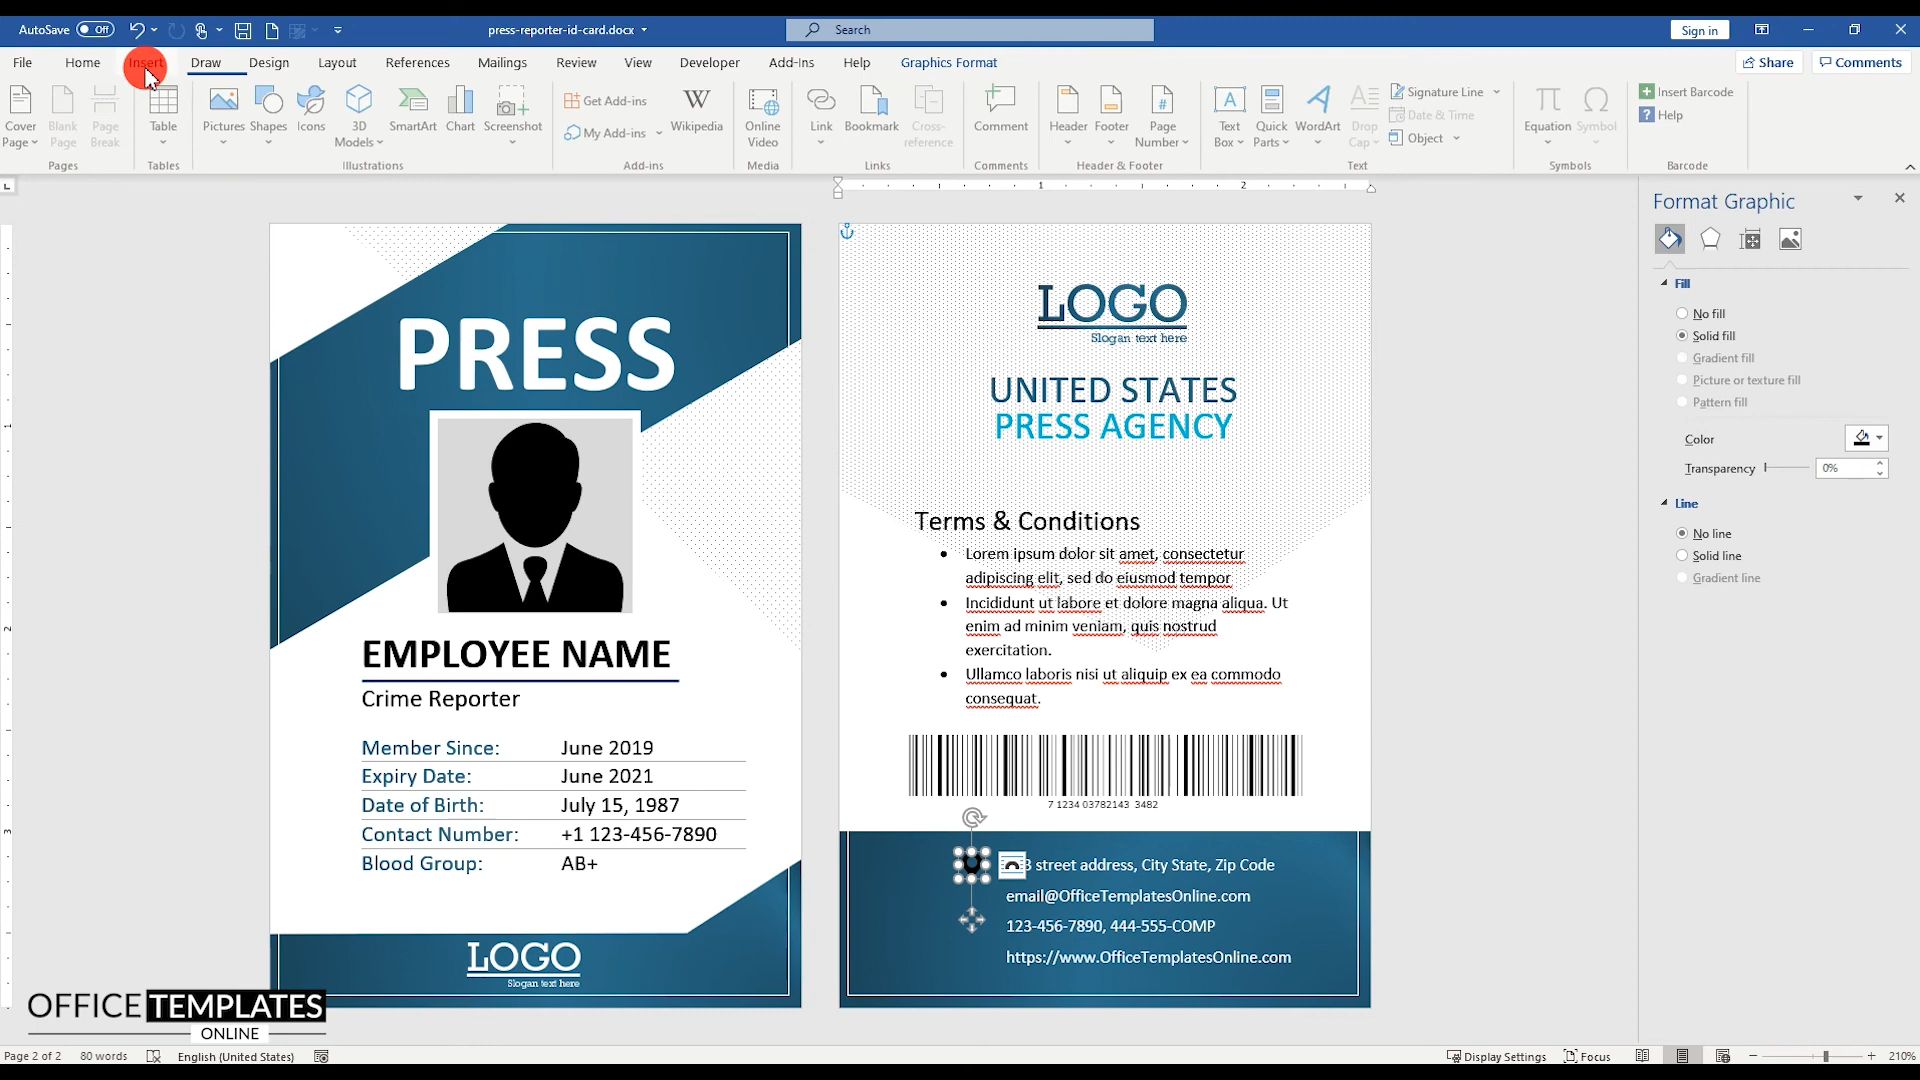 AutoSave Off
press-reporter-id-card.docx
Search
Sign in
File Home Insert Draw Design Layout References Mailings Review View Developer Add-Ins Help Graphics Format
Share
Comments
Cover Page
Blank Page
Page Break
Pages
Table
Tables
Pictures
Shapes
Icons
3D Models
SmartArt
Chart
Screenshot
Illustrations
Get Add-ins
My Add-ins
W
Wikipedia
Add-ins
Online Video
Media
Link
Bookmark
Cross-reference
Links
Comment
Comments
Header
Footer
Page Number
Header & Footer
Text Box
Quick Parts
WordArt
Drop Cap
Signature Line
Date & Time
Object
Text
Equation
Symbol
Symbols
Insert Barcode
Help
Barcode
1 2
1
2
3
PRESS
EMPLOYEE NAME
Crime Reporter
Member Since: June 2019
Expiry Date: June 2021
Date of Birth: July 15, 1987
Contact Number: +1 123-456-7890
Blood Group: AB+
LOGO
Slogan text here
LOGO
Slogan text here
UNITED STATES
PRESS AGENCY
Terms & Conditions
• Lorem ipsum dolor sit amet, consectetur
adipiscing elit, sed do eiusmod tempor
• Incididunt ut labore et dolore magna aliqua. Ut
enim ad minim veniam, quis nostrud
exercitation.
• Ullamco laboris nisi ut aliquip ex ea commodo
consequat.
7 1234 03782143 3482
street address, City State, Zip Code
email@OfficeTemplatesOnline.com
123-456-7890, 444-555-COMP
https://www.OfficeTemplatesOnline.com
Format Graphic
Fill
No fill
Solid fill
Gradient fill
Picture or texture fill
Pattern fill
Color
Transparency 0%
Line
No line
Solid line
Gradient line
OFFICE TEMPLATES
ONLINE
Page 2 of 2 80 words English (United States) Display Settings Focus 210%